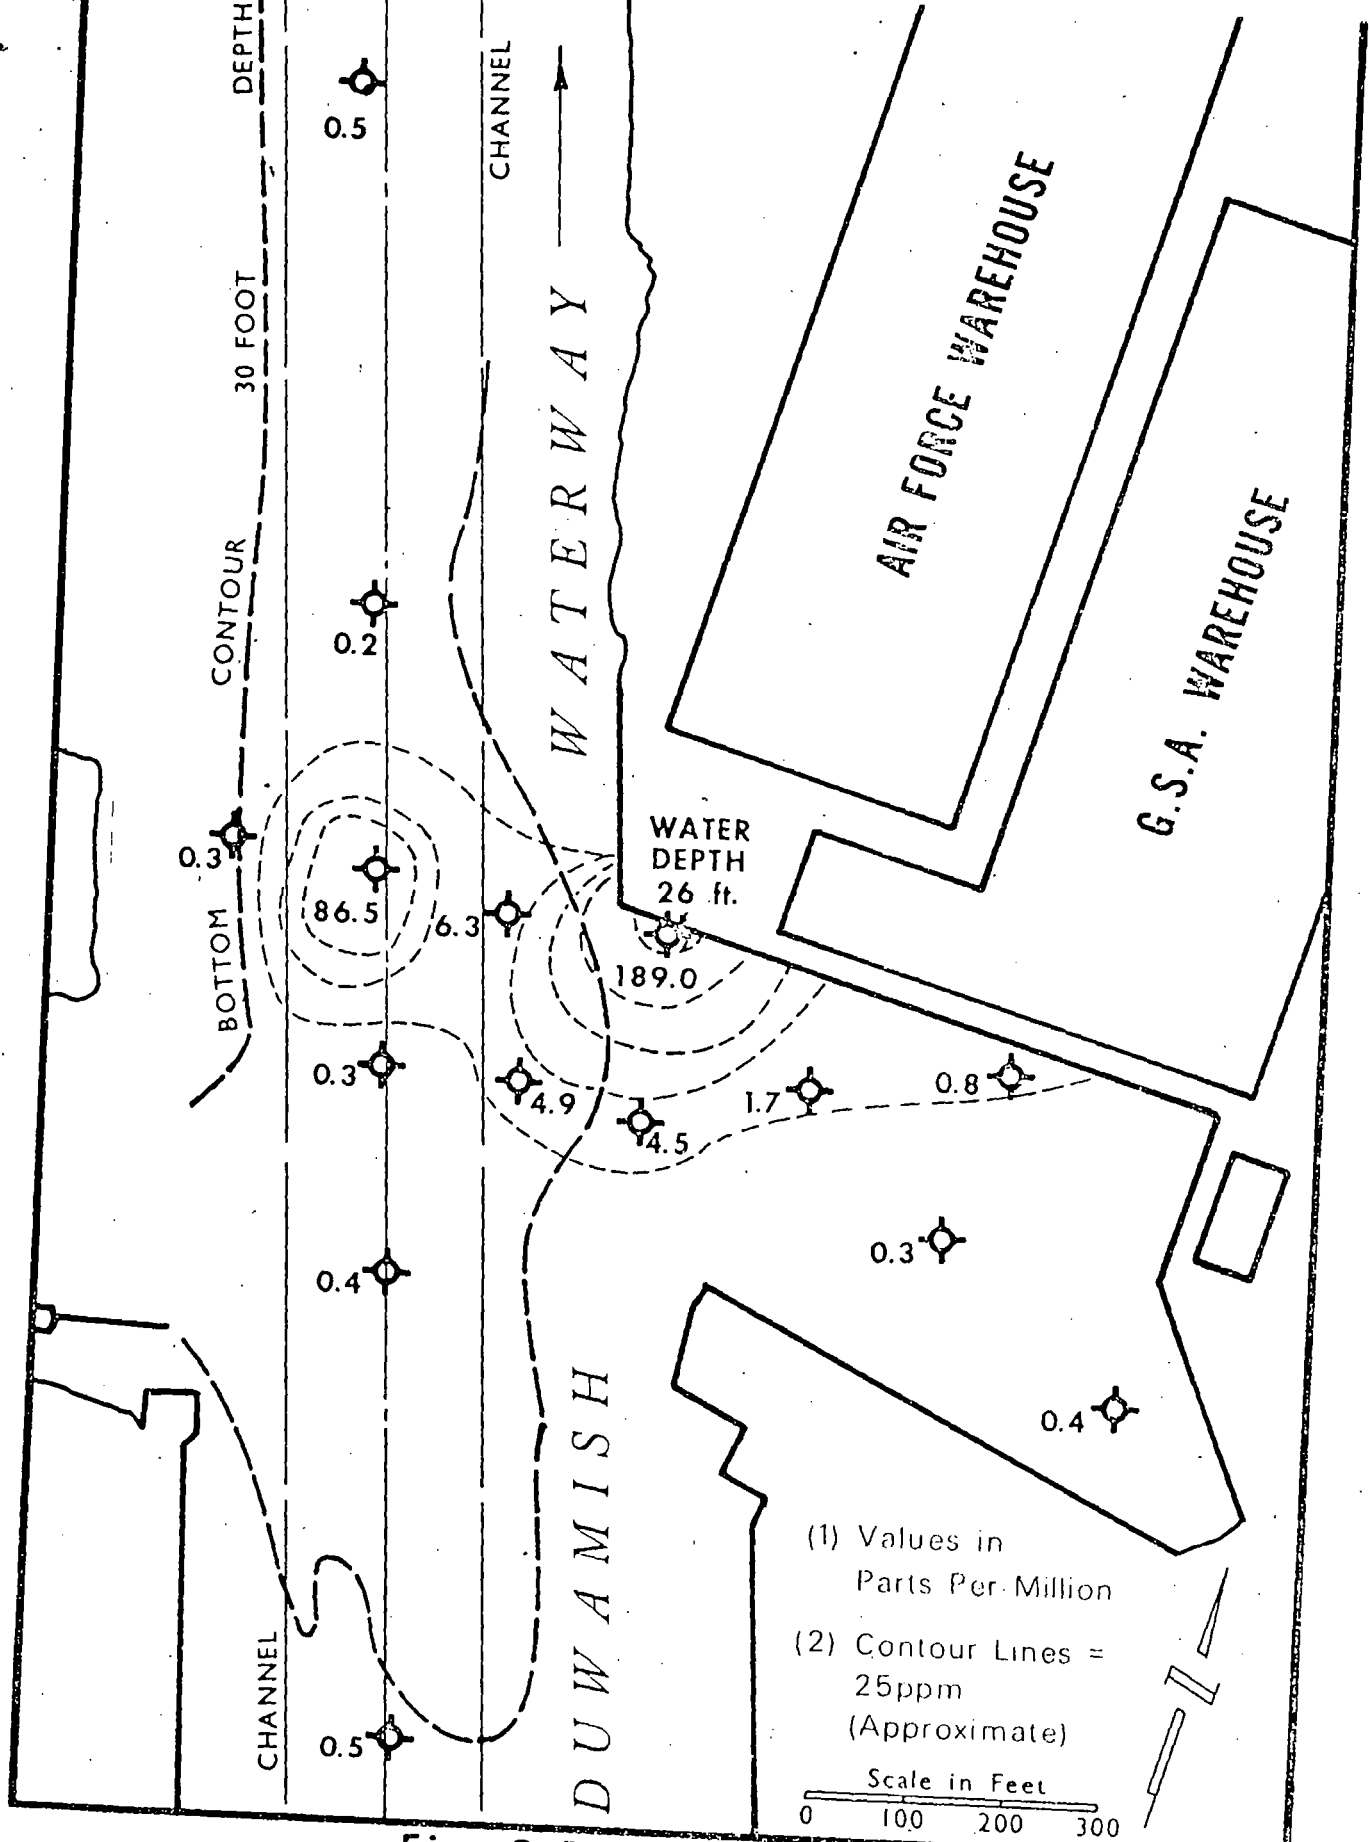 DEPTH
CHANNEL
0.5
30 FOOT
AIR FORCE WAREHOUSE
WATERWAY
G.S.A. WAREHOUSE
CONTOUR
0.2
WATER
DEPTH
26 ft.
0.3
86.5
6.3
189.0
BOTTOM
0.3
4.9
4.5
1.7
0.8
0.3
0.4
0.4
DUWAMISH
(1) Values in
Parts Per Million
(2) Contour Lines =
25ppm
(Approximate)
CHANNEL
0.5
Scale in Feet
0 100 200 300
N